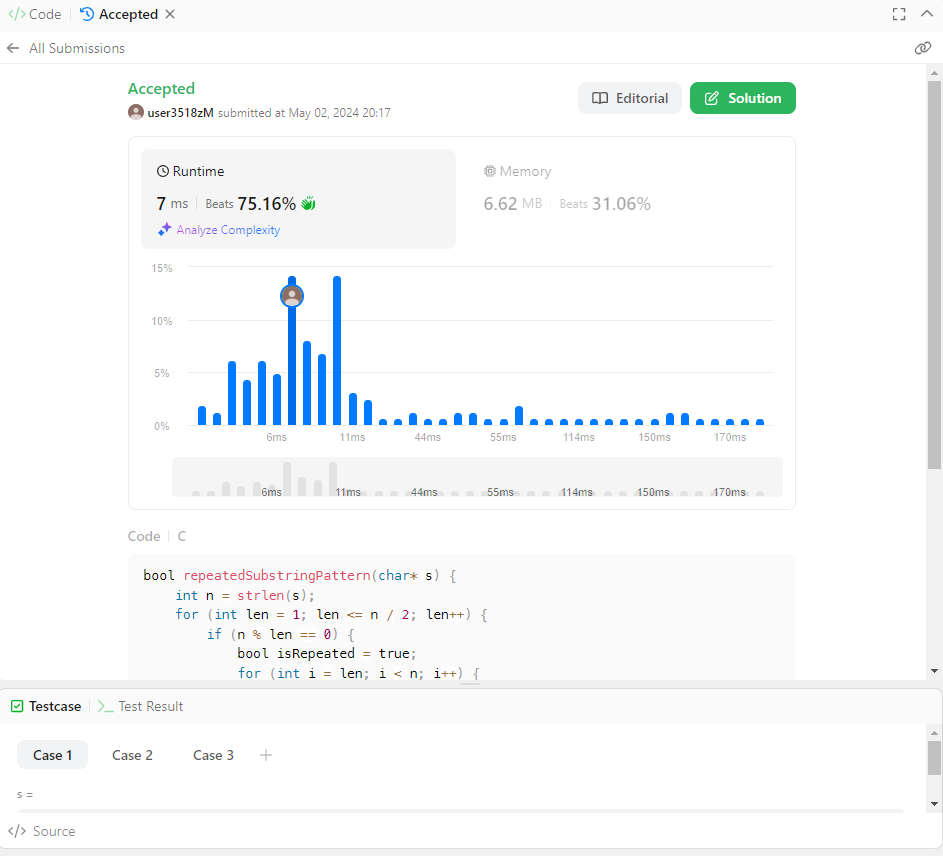 </> Code | Accepted
All Submissions
Accepted
Editorial
Solution
user3518zM submitted at May 02, 2024 20:17
Runtime
7 ms | Beats 75.16%
Analyze Complexity
Memory
6.62 MB | Beats 31.06%
15%
10%
5%
0%
6ms 11ms 44ms 55ms 114ms 150ms 170ms
6ms 11ms 44ms 55ms 114ms 150ms 170ms
Code | C
bool repeatedSubstringPattern(char* s) {
    int n = strlen(s);
    for (int len = 1; len <= n / 2; len++) {
        if (n % len == 0) {
            bool isRepeated = true;
            for (int i = len; i < n; i++) {
Testcase | >_ Test Result
Case 1 Case 2 Case 3 +
s =
</> Source